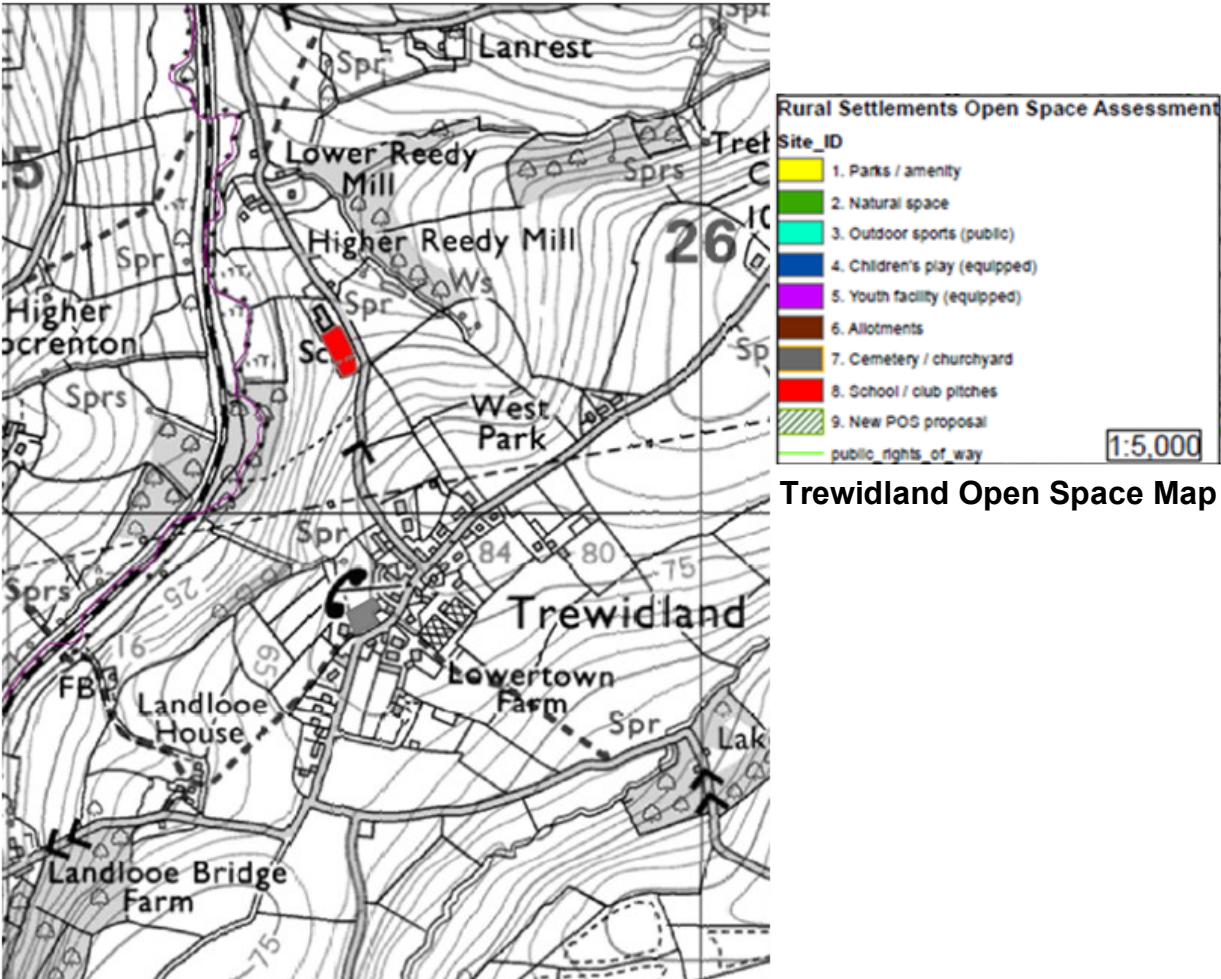 Spr
Lanrest
Spr
5
Lower Reedy
Mill
Sprs
Higher Reedy Mill
26
Spr
Ws
Higher
Spr
Sprs
West
Park
Spr
84
80
75
25
Sprs
Trewidland
16
65
FB
Lowertown
Farm
Landlooe
House
Spr
Lak
Landlooe Bridge
Farm
75
Rural Settlements Open Space Assessment
Site_ID
1. Parks / amenity
2. Natural space
3. Outdoor sports (public)
4. Children's play (equipped)
5. Youth facility (equipped)
6. Allotments
7. Cemetery / churchyard
8. School / club pitches
9. New POS proposal
public_rights_of_way
1:5,000
Trewidland Open Space Map